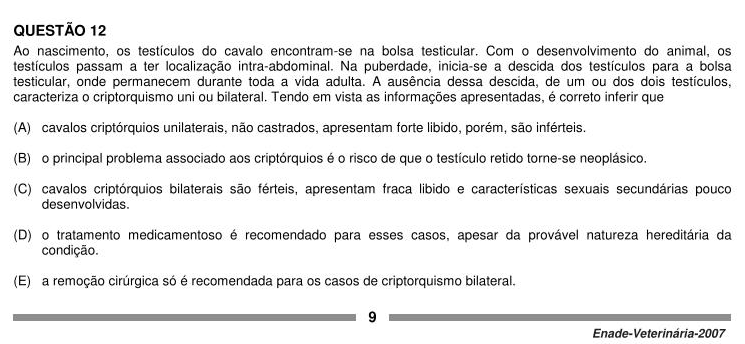 QUESTÃO 12
Ao nascimento, os testículos do cavalo encontram-se na bolsa testicular. Com o desenvolvimento do animal, os
testículos passam a ter localização intra-abdominal. Na puberdade, inicia-se a descida dos testículos para a bolsa
testicular, onde permanecem durante toda a vida adulta. A ausência dessa descida, de um ou dos dois testículos,
caracteriza o criptorquismo uni ou bilateral. Tendo em vista as informações apresentadas, é correto inferir que
(A) cavalos criptórquios unilaterais, não castrados, apresentam forte libido, porém, são inférteis.
(B) o principal problema associado aos criptórquios é o risco de que o testículo retido torne-se neoplásico.
(C) cavalos criptórquios bilaterais são férteis, apresentam fraca libido e características sexuais secundárias pouco
desenvolvidas.
(D) o tratamento medicamentoso é recomendado para esses casos, apesar da provável natureza hereditária da
condição.
(E) a remoção cirúrgica só é recomendada para os casos de criptorquismo bilateral.
9
Enade-Veterinária-2007